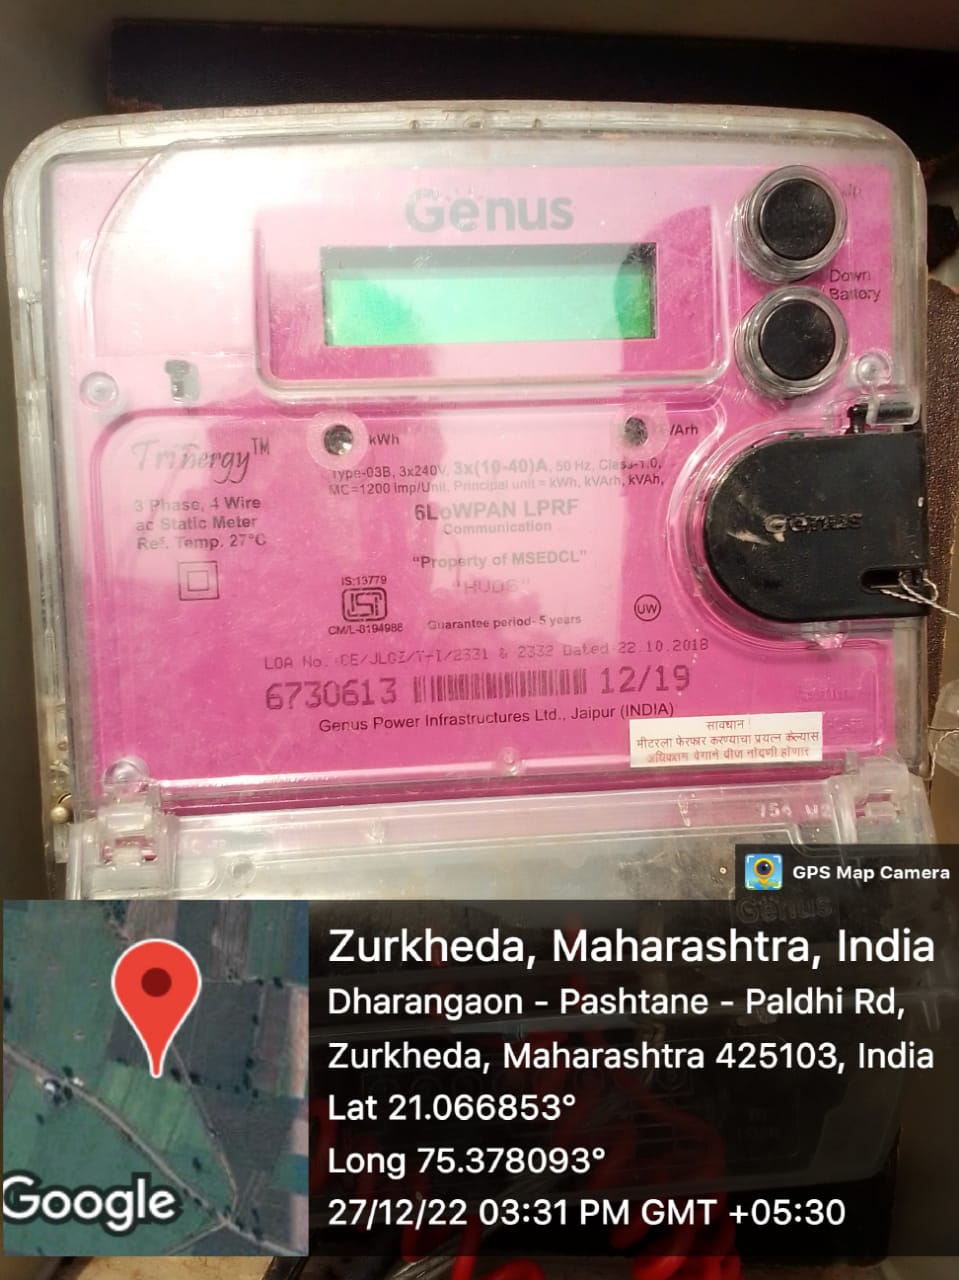 Genus
Down
Battery
kWh
Trinergy™
Type-03B, 3x240V, 3x(10-40)A, 50 Hz, Class-1.0,
MC=1200 imp/Unit, Principal unit = kWh, kVArh, kVAh,
3 Phase, 4 Wire
ac Static Meter
Ref. Temp. 27°C
6LoWPAN LPRF
Communication
Genus
"Property of MSEDCL"
IS:13779
CM/L-8194988
Guarantee period- 5 years
UW
LOA No. CE/JLGI/T-I/2331 & 2332 Dated 22.10.2018
6730613 12/19
Genus Power Infrastructures Ltd., Jaipur (INDIA)
सावधान !
मीटरला फेरफार करण्याचा प्रयत्न केल्यास
अधिकतम वेगाने वीज नोंदणी होणार
GPS Map Camera
Genus
Zurkheda, Maharashtra, India
Dharangaon - Pashtane - Paldhi Rd,
Zurkheda, Maharashtra 425103, India
Lat 21.066853°
Long 75.378093°
27/12/22 03:31 PM GMT +05:30
Google